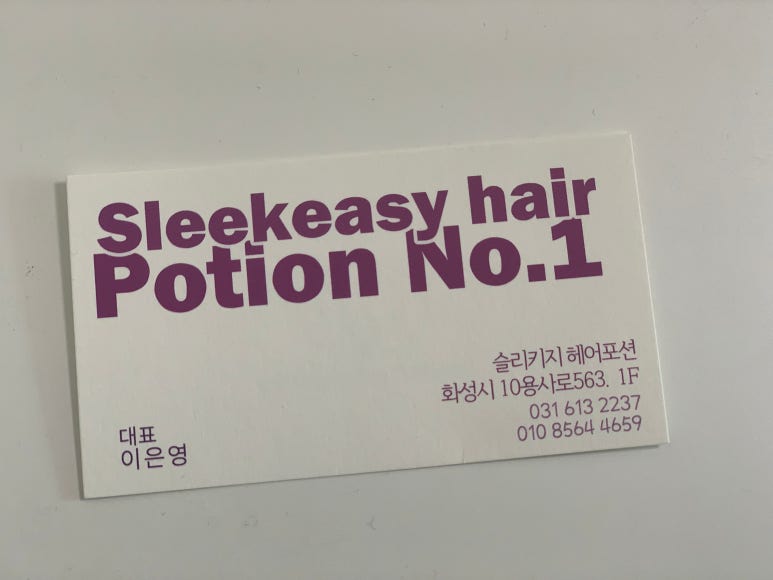 Sleekeasy hair
Potion No.1
슬리키지 헤어포션
화성시 10용사로563. 1F
031 613 2237
010 8564 4659
대표
이은영